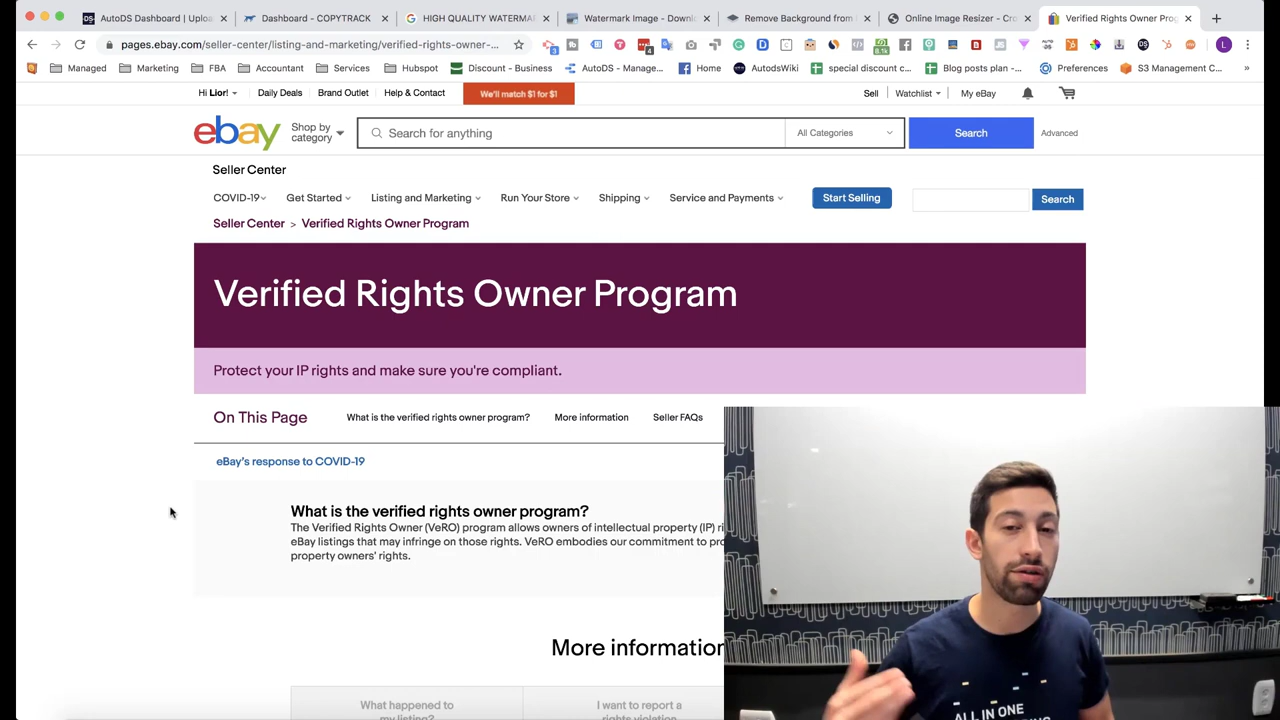 AutoDS Dashboard | Uploa
Dashboard - COPYTRACK
HIGH QUALITY WATERMA
Watermark Image - Downl
Remove Background from
Online Image Resizer - Cro
Verified Rights Owner Prog
pages.ebay.com/seller-center/listing-and-marketing/verified-rights-owner-...
Managed
Marketing
FBA
Accountant
Services
Hubspot
Discount - Business
AutoDS - Manage...
Home
AutodsWiki
special discount c...
Blog posts plan -...
Preferences
S3 Management C...
Hi Lior!
Daily Deals
Brand Outlet
Help & Contact
We'll match $1 for $1
Sell
Watchlist
My eBay
ebay
Shop by
category
Search for anything
All Categories
Search
Advanced
Seller Center
COVID-19
Get Started
Listing and Marketing
Run Your Store
Shipping
Service and Payments
Start Selling
Search
Seller Center > Verified Rights Owner Program
Verified Rights Owner Program
Protect your IP rights and make sure you're compliant.
On This Page
What is the verified rights owner program?
More information
Seller FAQs
eBay's response to COVID-19
What is the verified rights owner program?
The Verified Rights Owner (VeRO) program allows owners of intellectual property (IP) ri
eBay listings that may infringe on those rights. VeRO embodies our commitment to pro
property owners' rights.
More information
What happened to
my listing?
I want to report a
rights violation
ALL IN ONE